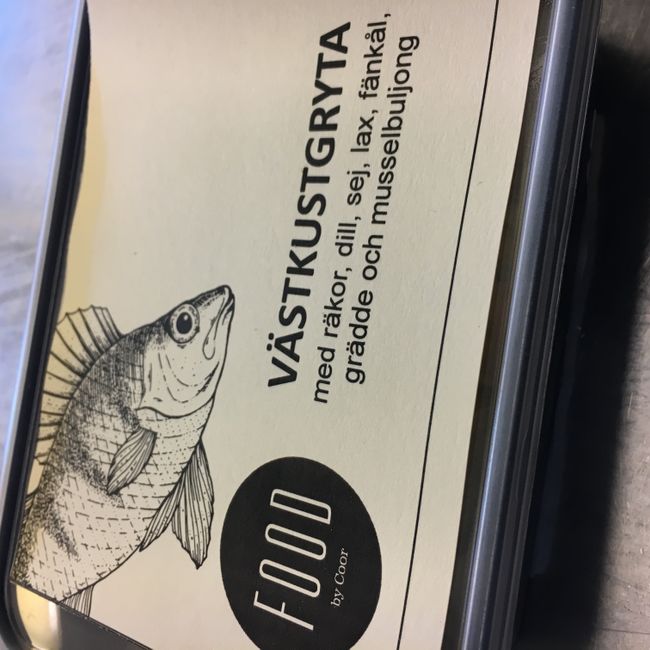 VÄSTKUSTGRYTA
med räkor, dill, sej, lax, fänkål,
grädde och musselbuljong
FOOD
by Coor